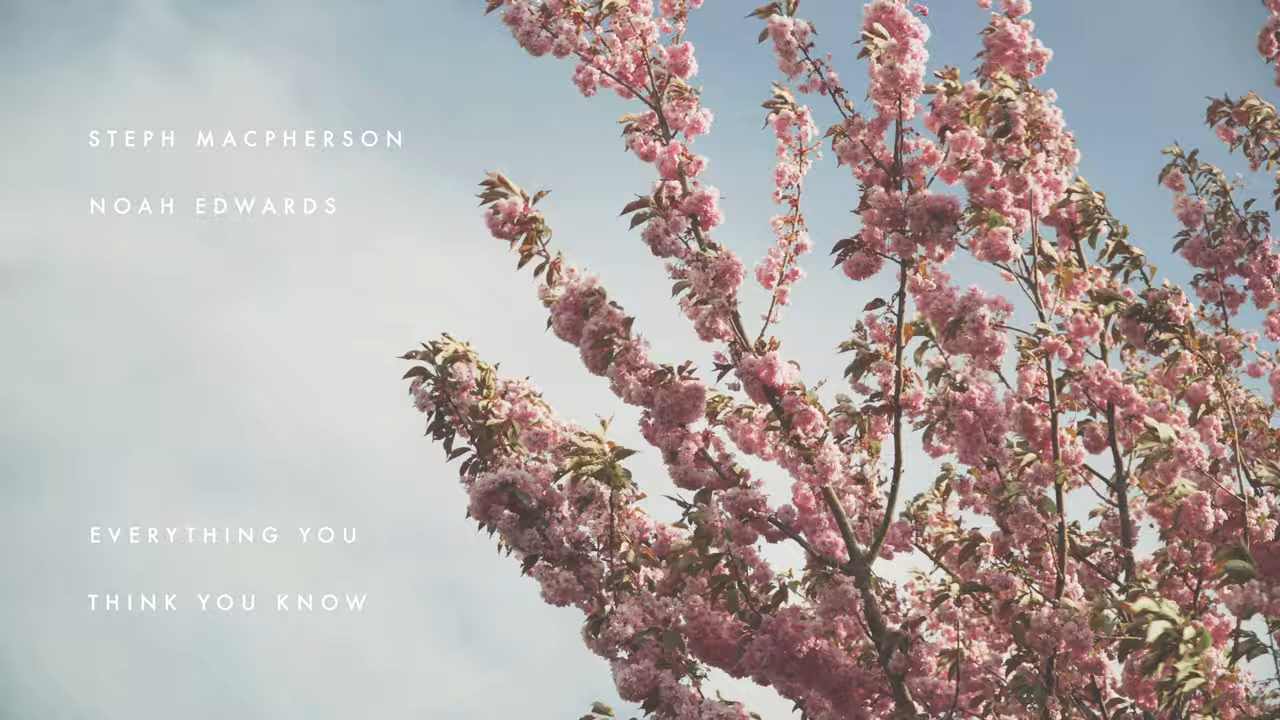 STEPH MACPHERSON
NOAH EDWARDS
EVERYTHING YOU
THINK YOU KNOW